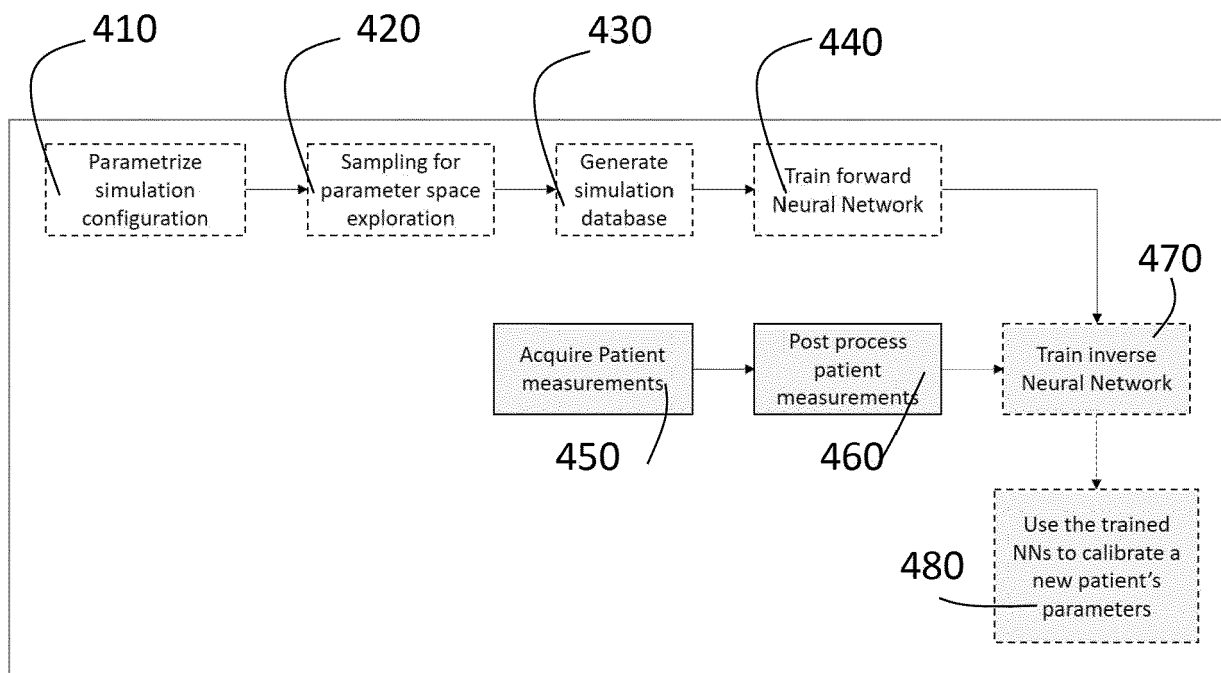 410
420
430
440
Parametrize
simulation
configuration
Sampling for
parameter space
exploration
Generate
simulation
database
Train forward
Neural Network
470
Acquire Patient
measurements
Post process
patient
measurements
Train inverse
Neural Network
450
460
Use the trained
NNs to calibrate a
new patient's
parameters
480